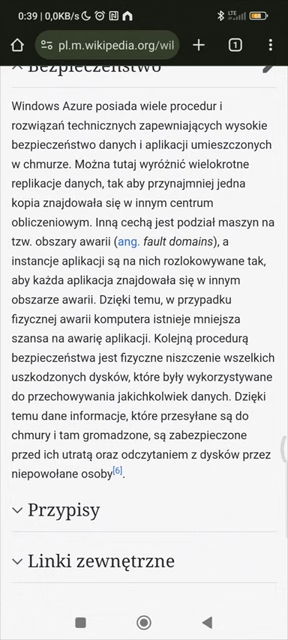 0:39 | 0,0KB/s
LTE
pl.m.wikipedia.org/wil
1
Bezpieczeństwo
Windows Azure posiada wiele procedur i
rozwiązań technicznych zapewniających wysokie
bezpieczeństwo danych i aplikacji umieszczonych
w chmurze. Można tutaj wyróżnić wielokrotne
replikacje danych, tak aby przynajmniej jedna
kopia znajdowała się w innym centrum
obliczeniowym. Inną cechą jest podział maszyn na
tzw. obszary awarii (ang. fault domains), a
instancje aplikacji są na nich rozlokowywane tak,
aby każda aplikacja znajdowała się w innym
obszarze awarii. Dzięki temu, w przypadku
fizycznej awarii komputera istnieje mniejsza
szansa na awarię aplikacji. Kolejną procedurą
bezpieczeństwa jest fizyczne niszczenie wszelkich
uszkodzonych dysków, które były wykorzystywane
do przechowywania jakichkolwiek danych. Dzięki
temu dane informacje, które przesyłane są do
chmury i tam gromadzone, są zabezpieczone
przed ich utratą oraz odczytaniem z dysków przez
niepowołane osoby[6].
Przypisy
Linki zewnętrzne